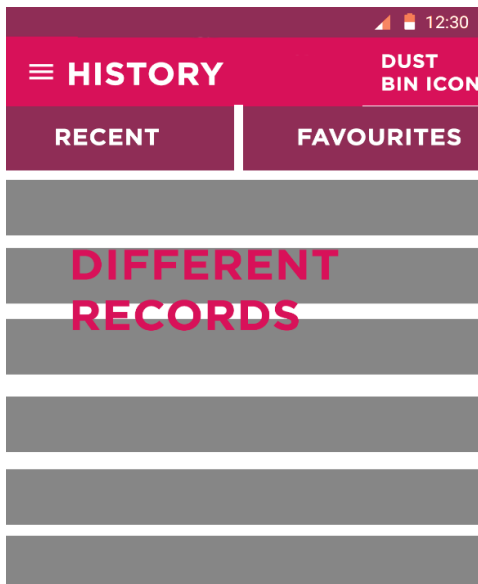 12:30
HISTORY
DUST
BIN ICON
RECENT
FAVOURITES
DIFFERENT
RECORDS